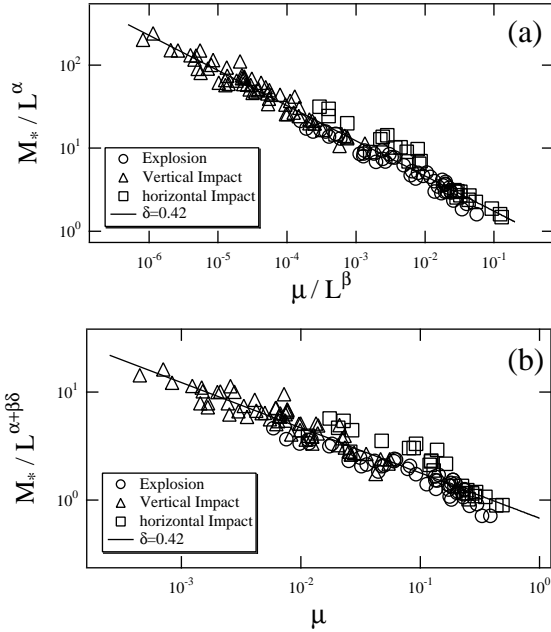 (a)
M* / L^α
10^2
10^1
10^0
Explosion
Vertical Impact
horizontal Impact
δ=0.42
10^-6 10^-5 10^-4 10^-3 10^-2 10^-1
μ / L^β
(b)
M* / L^α+βδ
10^1
10^0
Explosion
Vertical Impact
horizontal Impact
δ=0.42
10^-3 10^-2 10^-1 10^0
μ